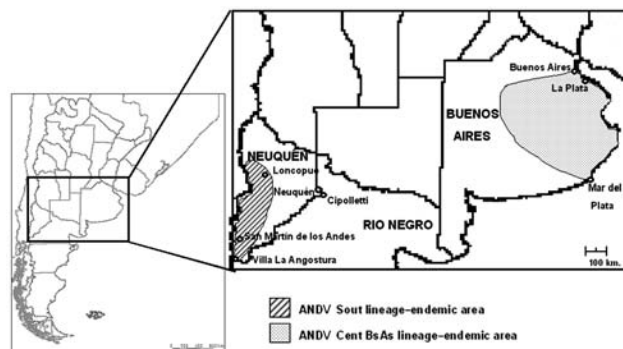 Buenos Aires
La Plata
BUENOS
AIRES
NEUQUÉN
Loncopue
Neuquén
Cipolletti
Mar del
Plata
RIO NEGRO
San Martín de los Andes
Villa La Angostura
100 km.
ANDV Sout lineage-endemic area
ANDV Cent BsAs lineage-endemic area